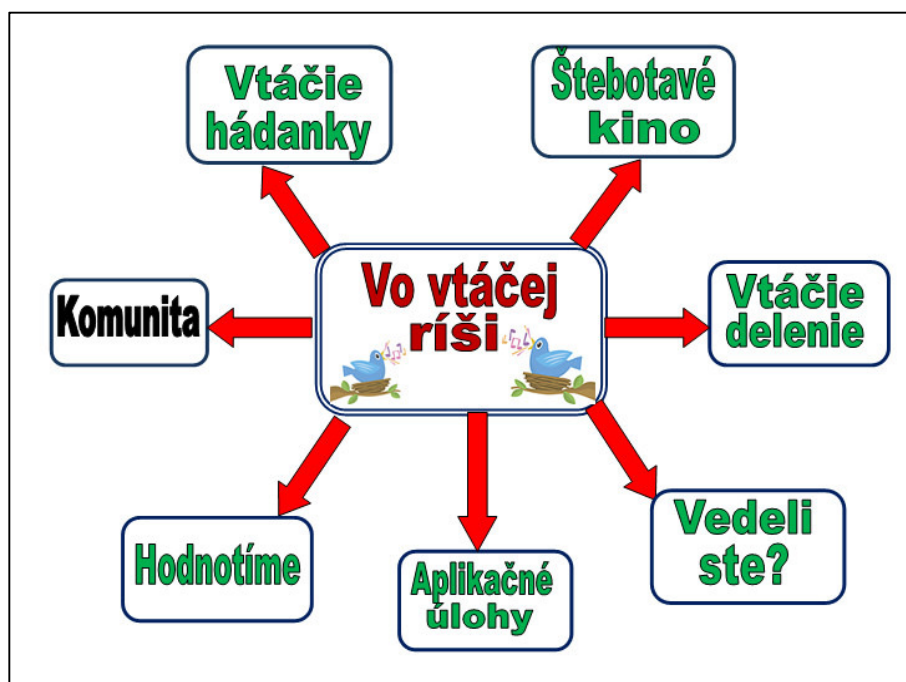 Vtáčie
hádanky
Štebotavé
kino
Komunita
Vo vtáčej
ríši
Vtáčie
delenie
Hodnotíme
Aplikačné
úlohy
Vedeli
ste?